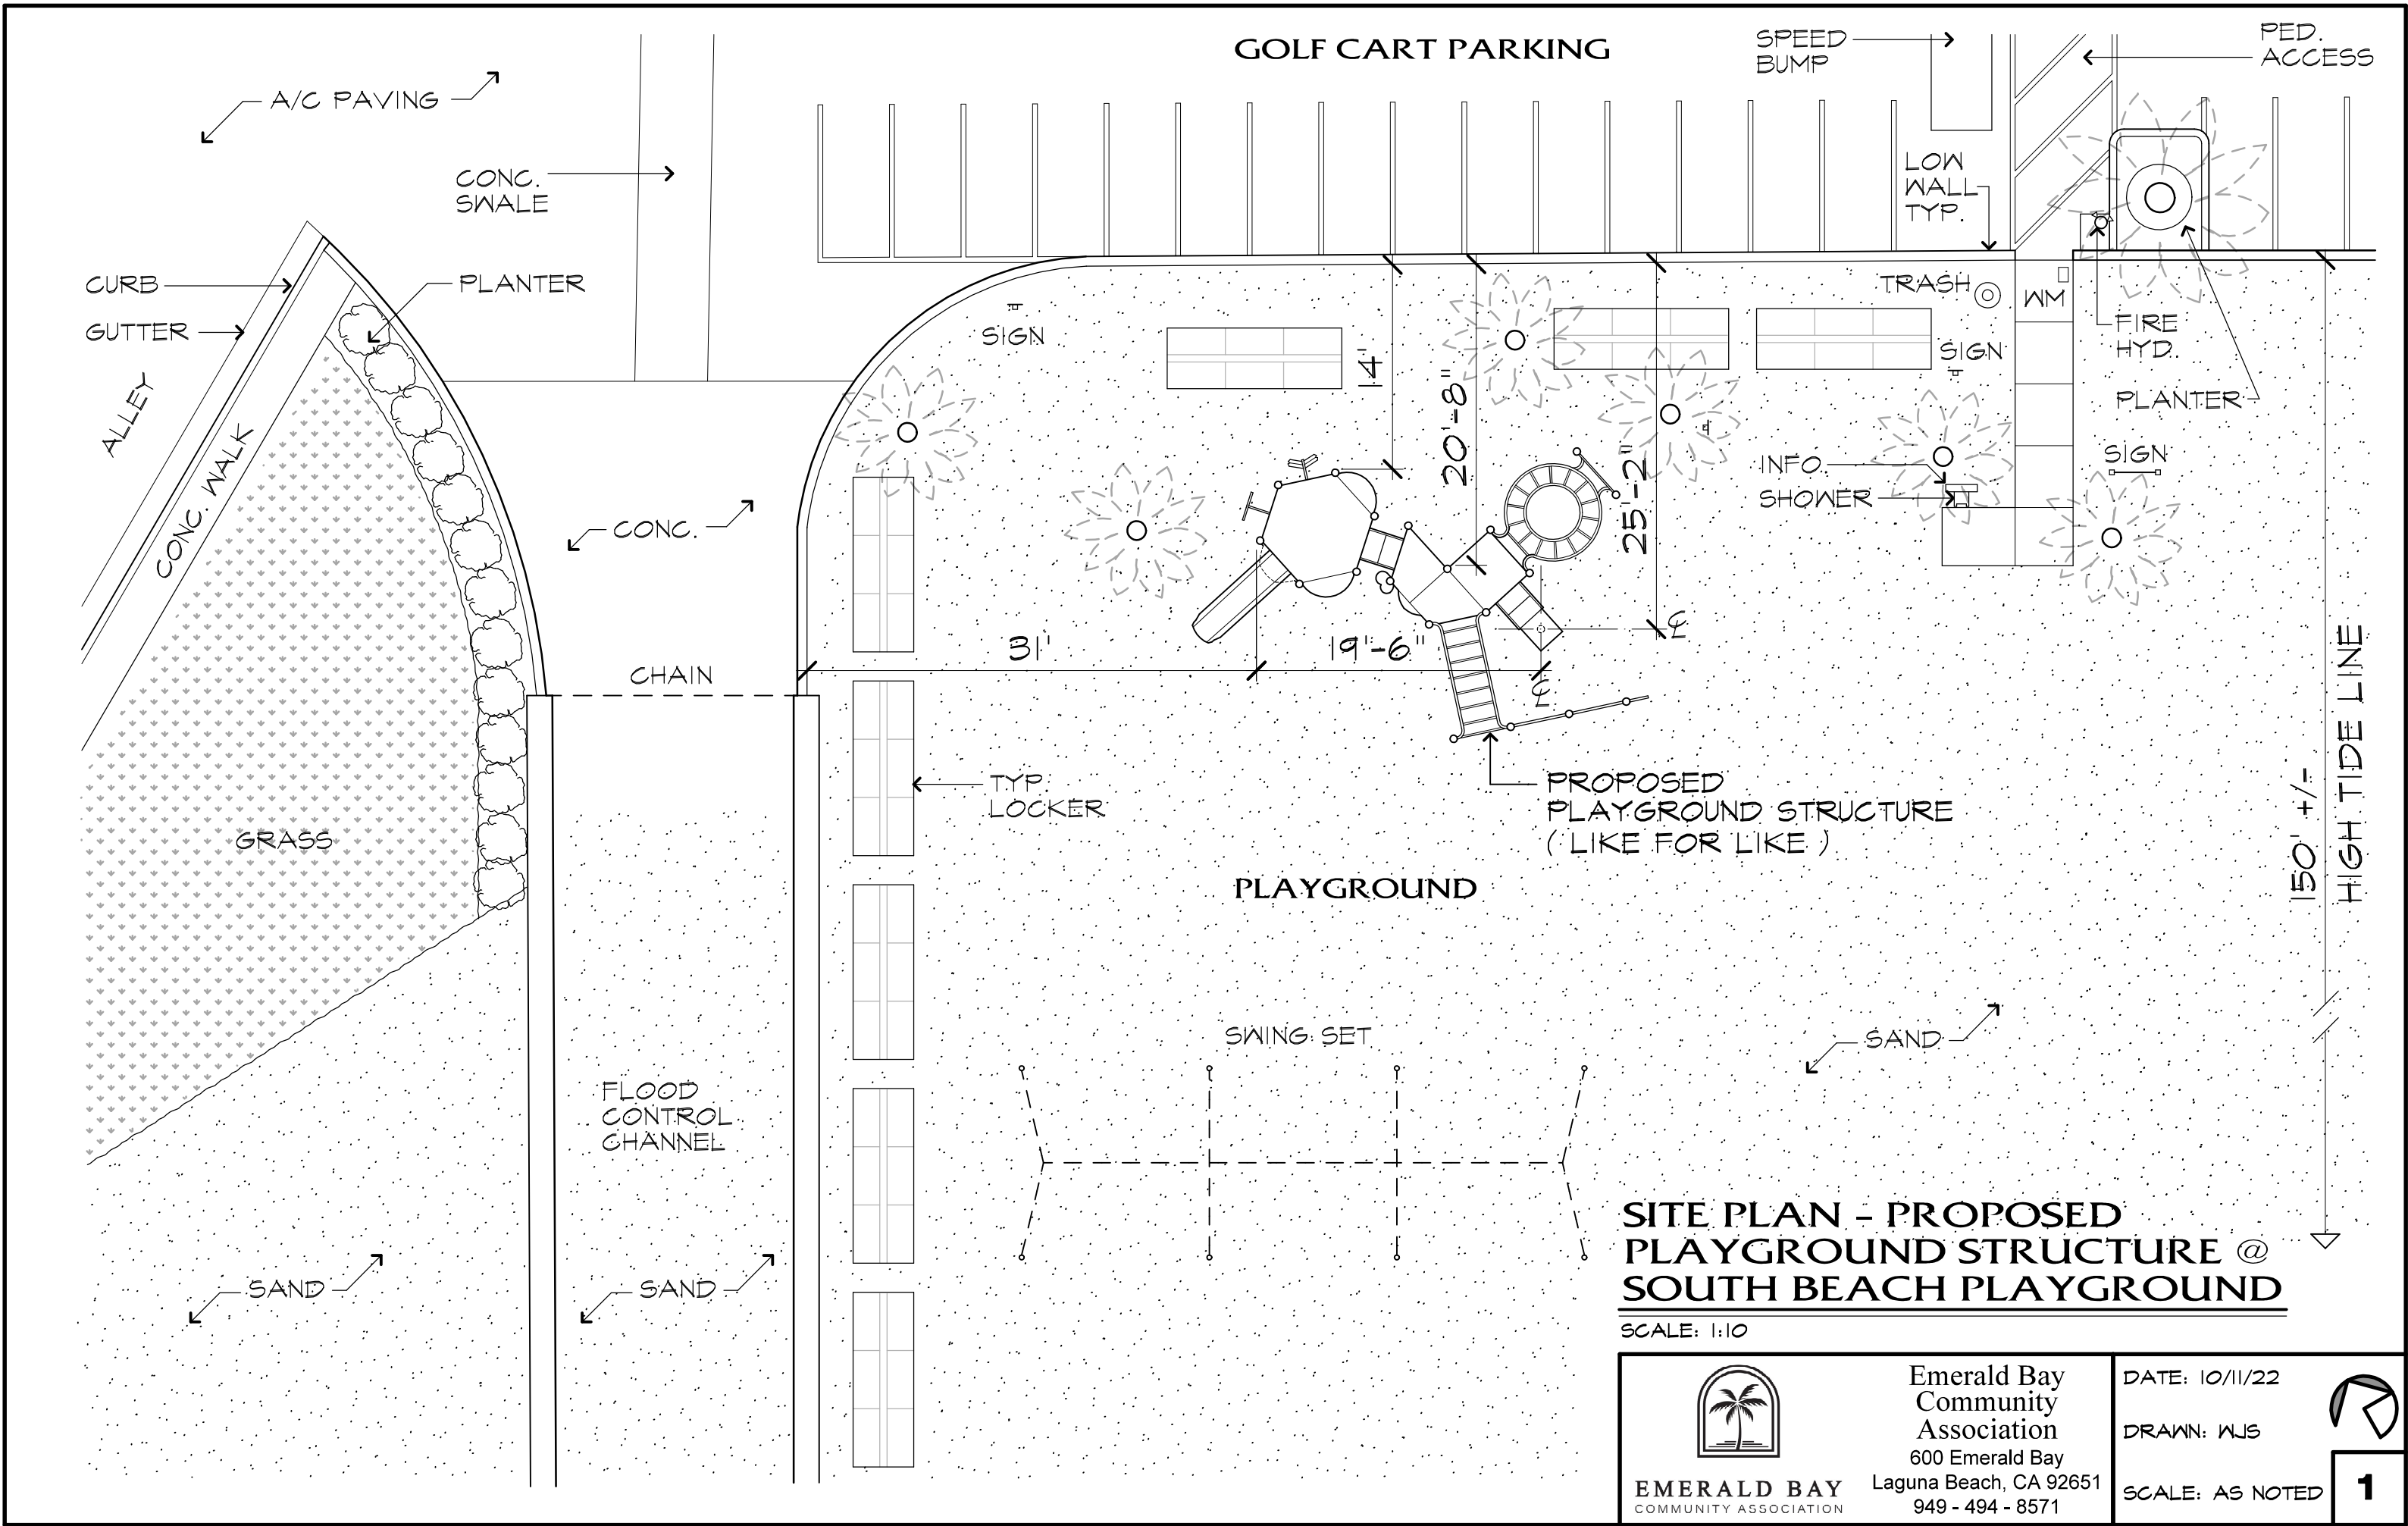 GOLF CART PARKING
SPEED
BUMP
PED.
ACCESS
A/C PAVING
CONC.
SWALE
LOW
WALL
TYP.
CURB
PLANTER
GUTTER
ALLEY
CONC. WALK
SIGN
TRASH
WM
FIRE
HYD.
SIGN
PLANTER
14'
20'-8"
25'-2"
INFO.
SHOWER
SIGN
CONC.
31'
19'-6"
℄
℄
CHAIN
TYP.
LOCKER
PROPOSED
PLAYGROUND STRUCTURE
( LIKE FOR LIKE )
150' +/-
HIGH TIDE LINE
GRASS
PLAYGROUND
SWING SET
SAND
FLOOD
CONTROL
CHANNEL
SAND
SAND
SITE PLAN - PROPOSED
PLAYGROUND STRUCTURE @
SOUTH BEACH PLAYGROUND
SCALE: 1:10
EMERALD BAY
COMMUNITY ASSOCIATION
Emerald Bay
Community
Association
600 Emerald Bay
Laguna Beach, CA 92651
949 - 494 - 8571
DATE: 10/11/22
DRAWN: WJS
SCALE: AS NOTED
1